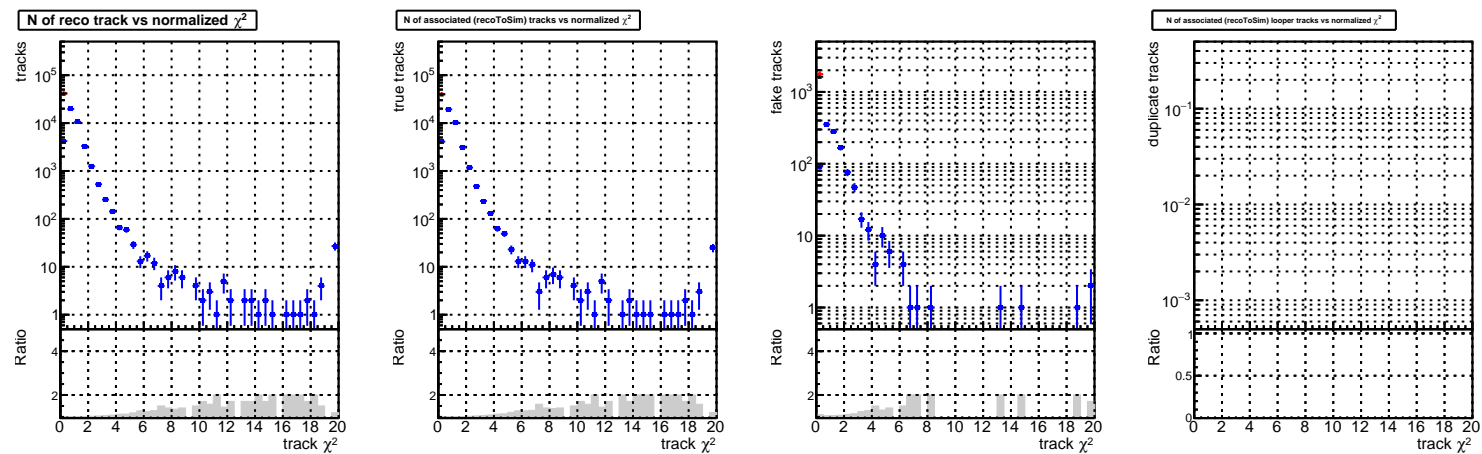 N of reco track vs normalized χ²
tracks
10⁵
10⁴
10³
10²
10
1
Ratio
4
2
0 2 4 6 8 10 12 14 16 18 20
track χ²
N of associated (recoToSim) tracks vs normalized χ²
true tracks
10⁵
10⁴
10³
10²
10
1
Ratio
4
2
0 2 4 6 8 10 12 14 16 18 20
track χ²
fake tracks
10³
10²
10
1
Ratio
4
2
0 2 4 6 8 10 12 14 16 18 20
track χ²
N of associated (recoToSim) looper tracks vs normalized χ²
duplicate tracks
10⁻¹
10⁻²
10⁻³
Ratio
1
0.5
0
0 2 4 6 8 10 12 14 16 18 20
track χ²